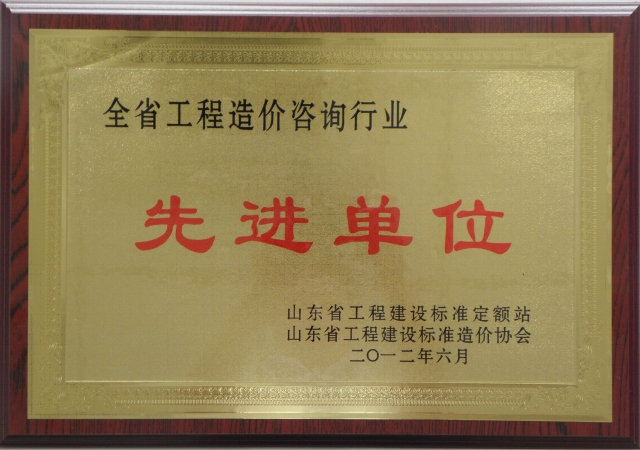 全省工程造价咨询行业
先进单位
山东省工程建设标准定额站
山东省工程建设标准造价协会
二〇一二年六月